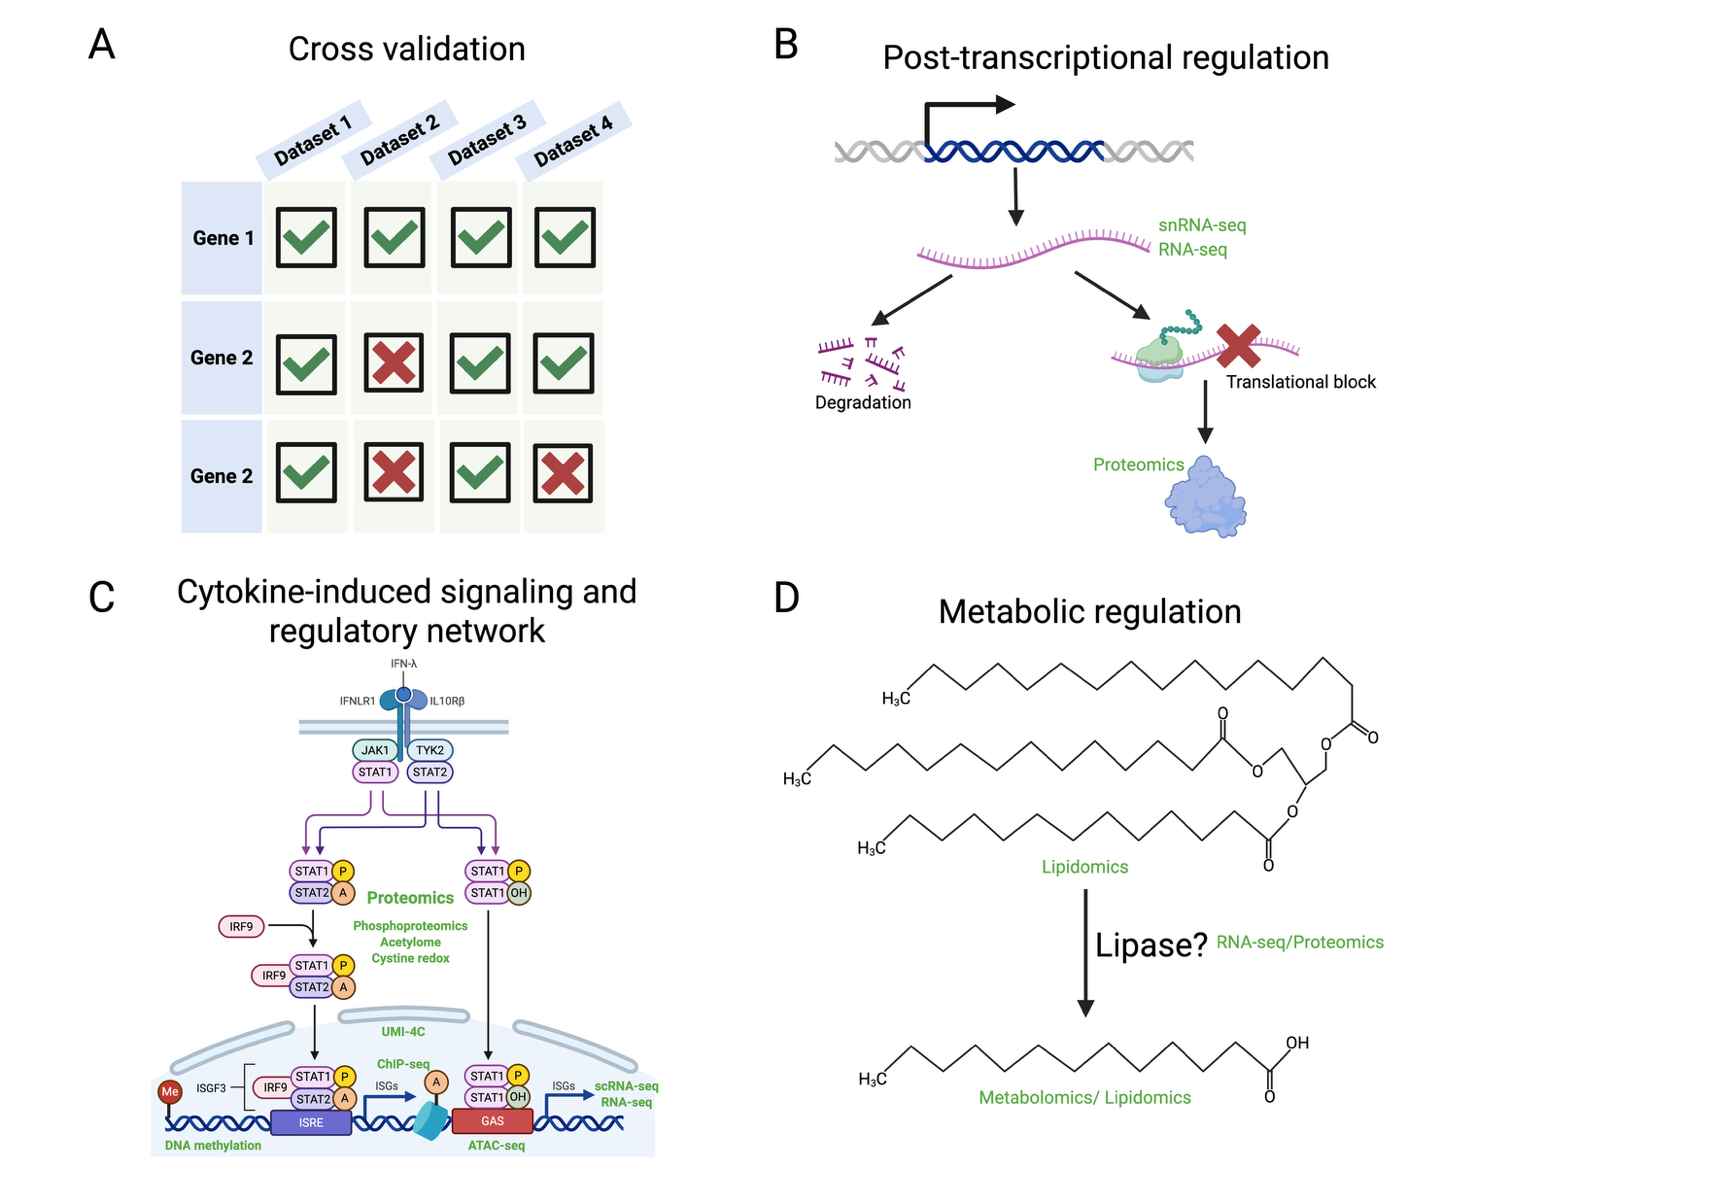 A
Cross validation
Dataset 1
Dataset 2
Dataset 3
Dataset 4
Gene 1
Gene 2
Gene 2
B
Post-transcriptional regulation
snRNA-seq
RNA-seq
Degradation
Translational block
Proteomics
C
Cytokine-induced signaling and
regulatory network
IFN-λ
IFNLR1
IL10Rβ
JAK1
TYK2
STAT1
STAT2
STAT1 P
STAT2 A
STAT1 P
STAT1 OH
Proteomics
Phosphoproteomics
Acetylome
Cystine redox
IRF9
IRF9
STAT1 P
STAT2 A
UMI-4C
ChIP-seq
Me
ISGF3
IRF9
STAT1 P
STAT2 A
ISRE
ISGs
A
STAT1 P
STAT1 OH
GAS
ISGs
scRNA-seq
RNA-seq
DNA methylation
ATAC-seq
D
Metabolic regulation
H₃C
O
O
O
H₃C
O
O
H₃C
O
Lipidomics
Lipase?
RNA-seq/Proteomics
OH
H₃C
O
Metabolomics/ Lipidomics